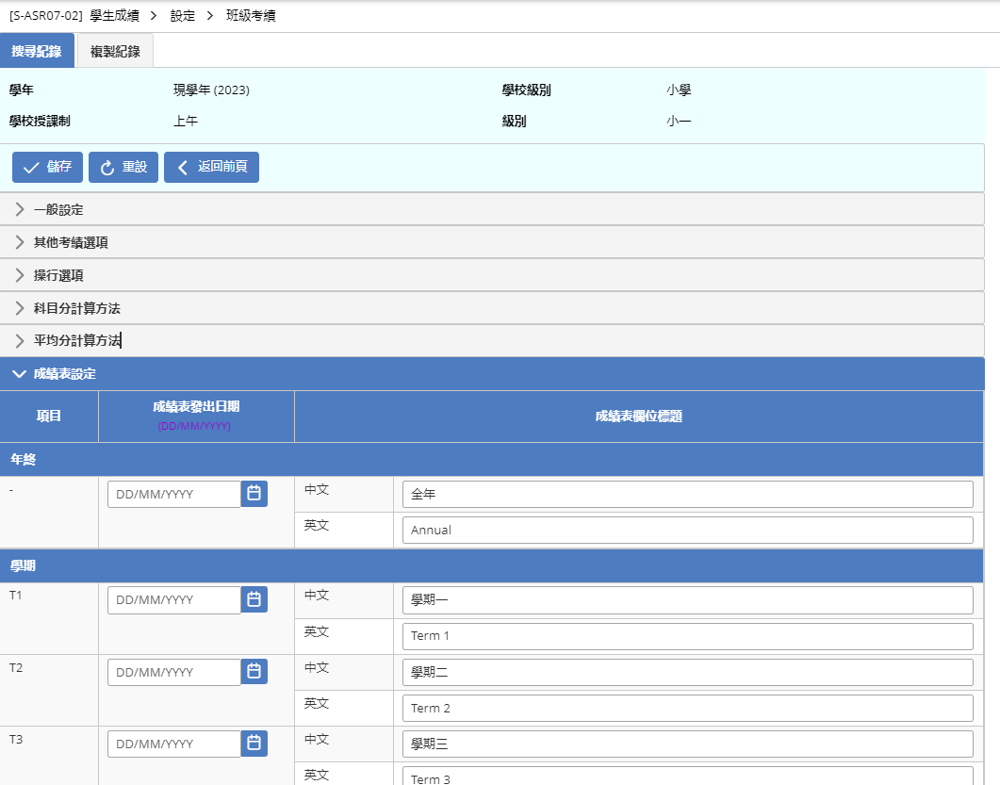 [S-ASR07-02] 學生成績 > 設定 > 班級考績
搜尋紀錄 複製紀錄
學年 現學年 (2023) 學校級別 小學
學校授課制 上午 級別 小一
儲存 重設 返回前頁
一般設定
其他考績選項
操行選項
科目分計算方法
平均分計算方法
成績表設定
項目 成績表發出日期 成績表欄位標題
(DD/MM/YYYY)
年終
- DD/MM/YYYY 中文 全年
英文 Annual
學期
T1 DD/MM/YYYY 中文 學期一
英文 Term 1
T2 DD/MM/YYYY 中文 學期二
英文 Term 2
T3 DD/MM/YYYY 中文 學期三
英文 Term 3